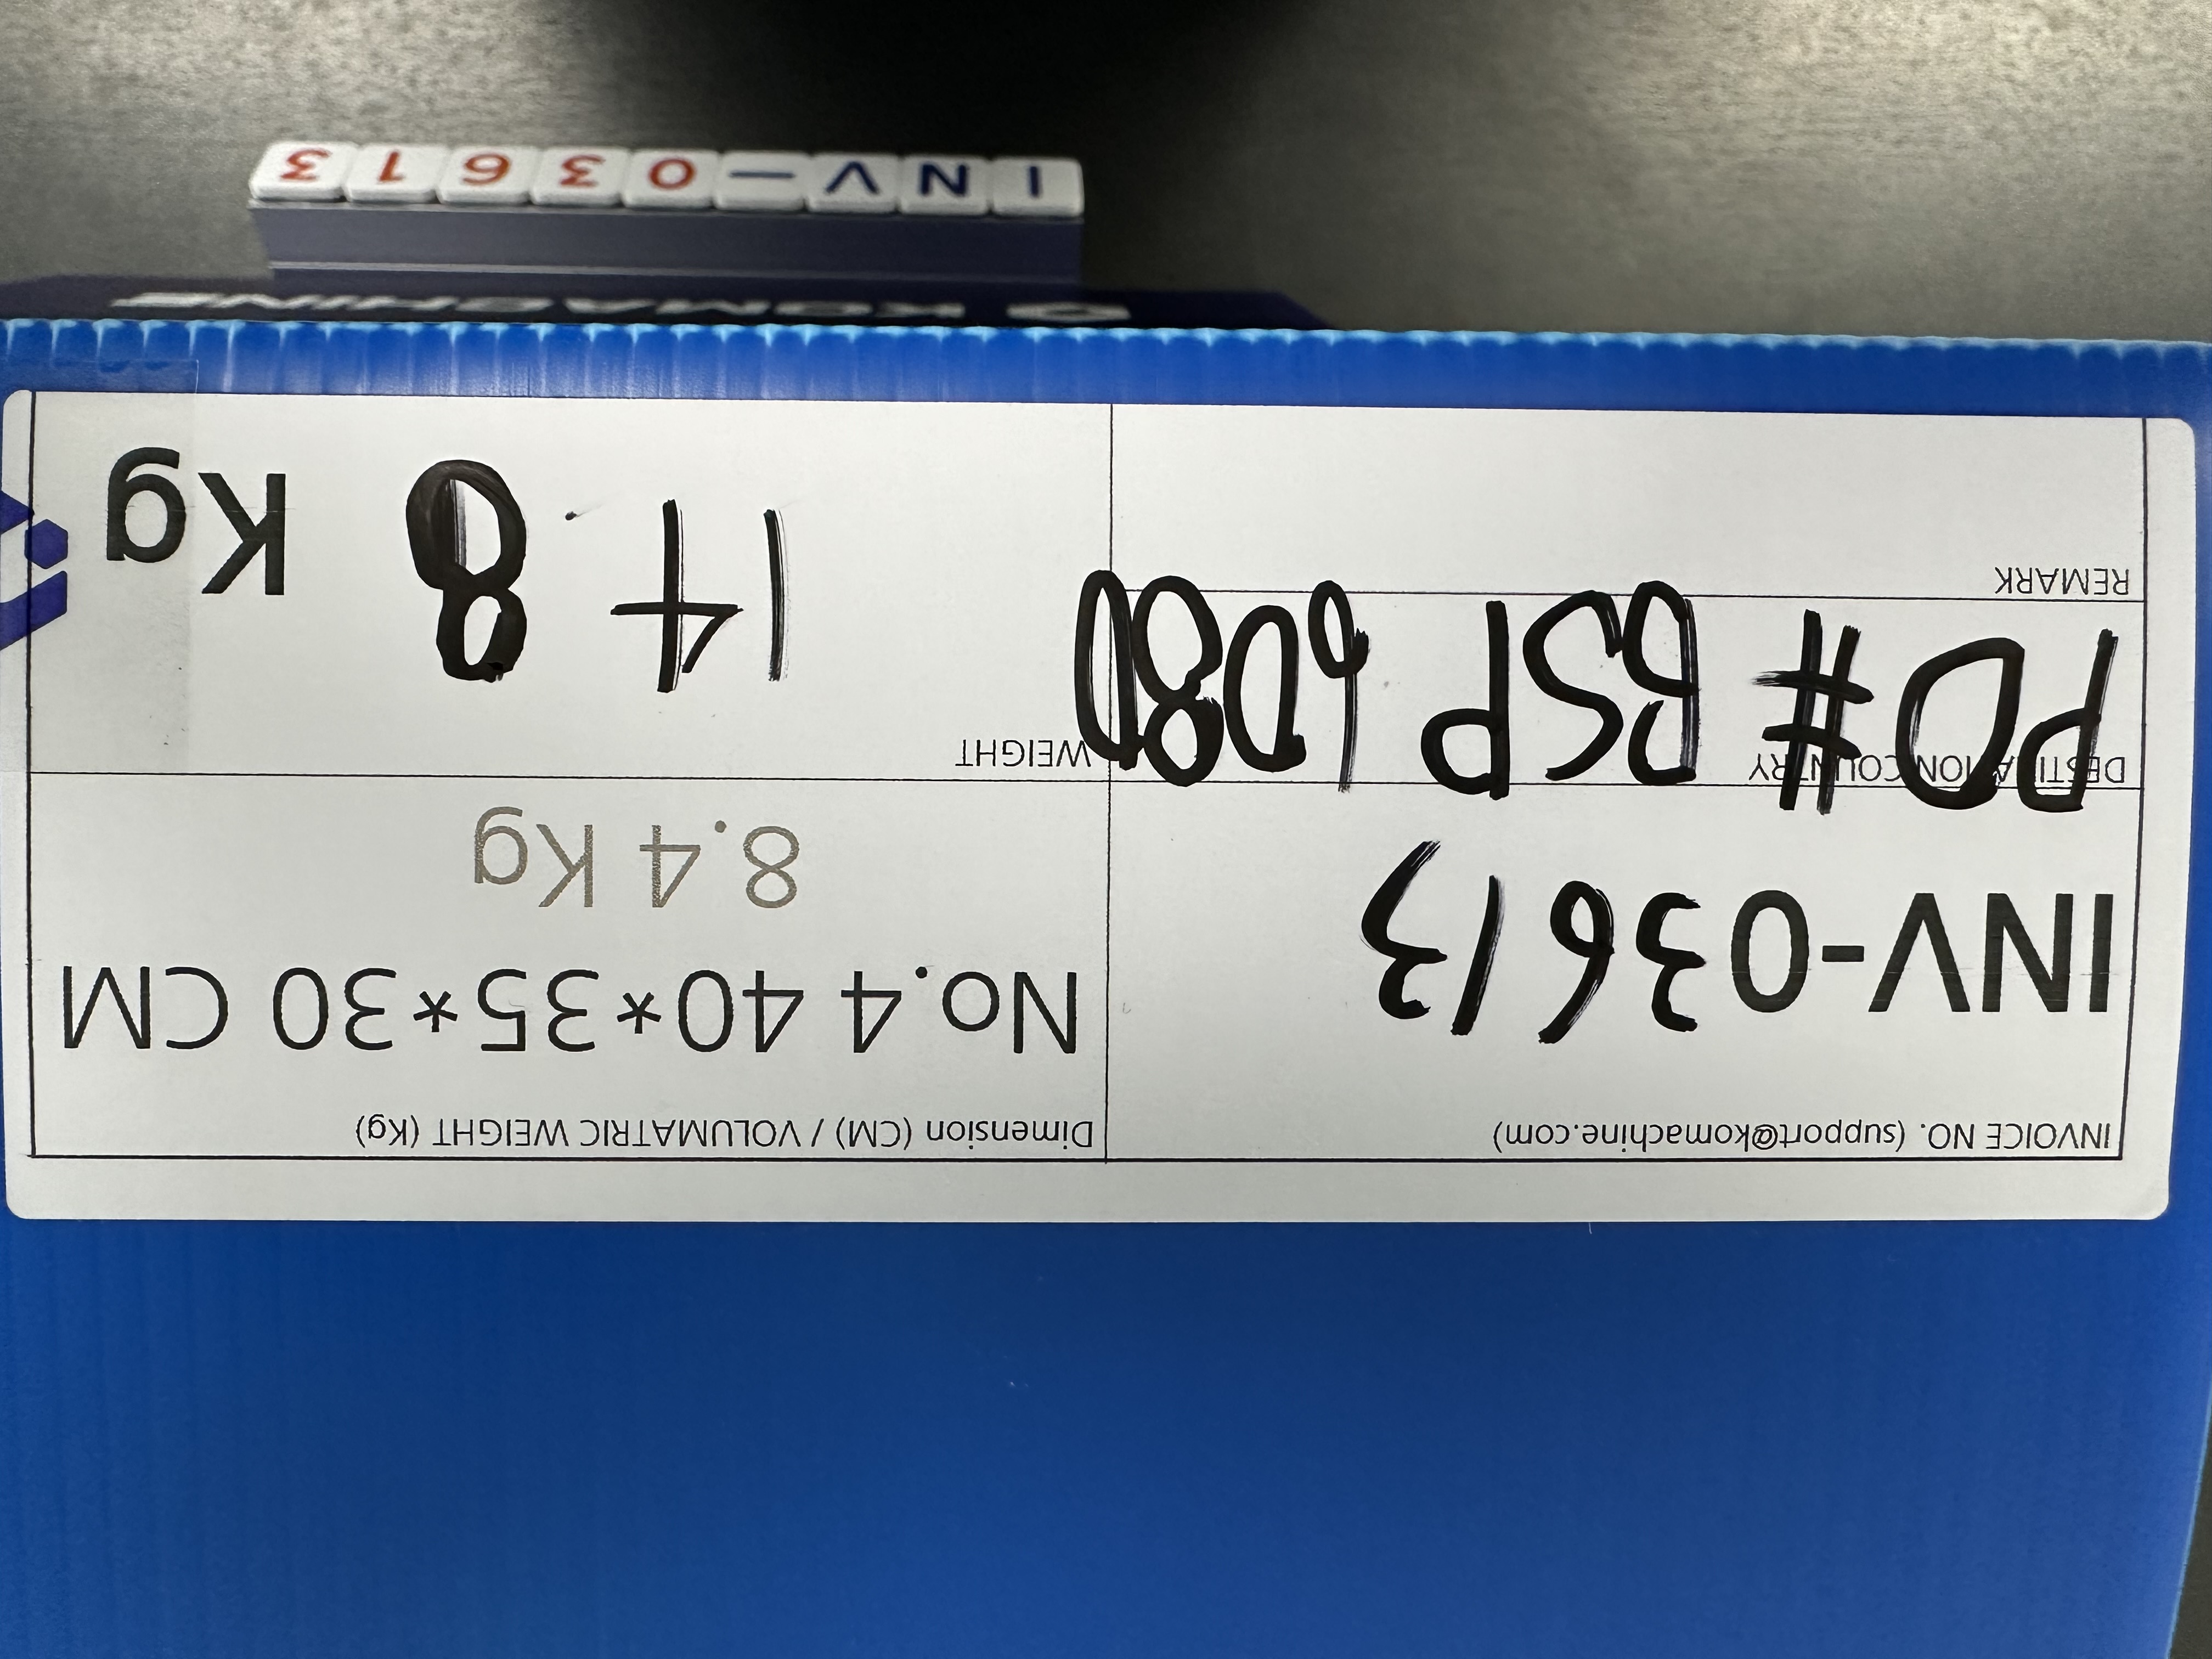 INVOICE NO. (support@komachine.com)
INV-03613
Dimension (CM) / VOLUMATRIC WEIGHT (Kg)
No.4 40*35*30 CM
8.4 Kg
DESTINATION COUNTRY
PO# BSP 6080
WEIGHT
14.8 Kg
REMARK
KOMACHINE
INV-03613